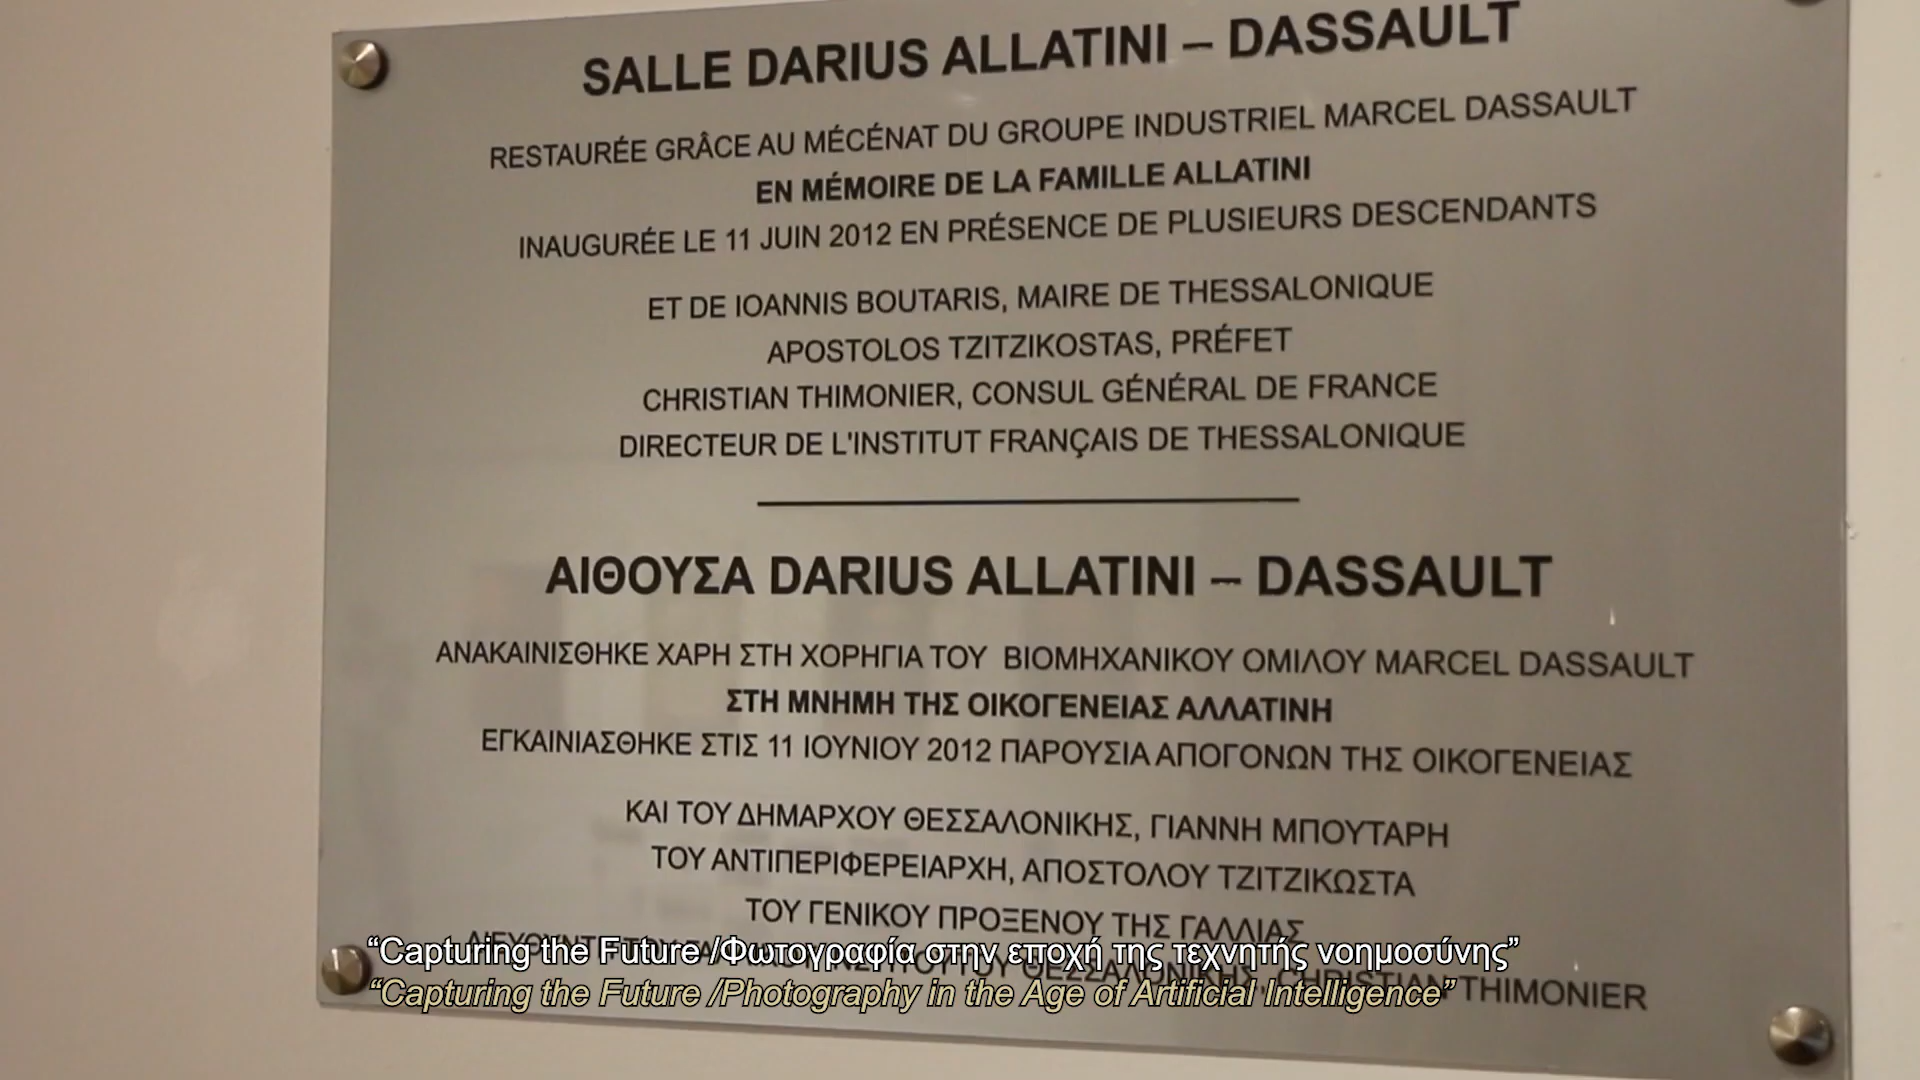 SALLE DARIUS ALLATINI – DASSAULT
RESTAURÉE GRÂCE AU MÉCÉNAT DU GROUPE INDUSTRIEL MARCEL DASSAULT
EN MÉMOIRE DE LA FAMILLE ALLATINI
INAUGURÉE LE 11 JUIN 2012 EN PRÉSENCE DE PLUSIEURS DESCENDANTS
ET DE IOANNIS BOUTARIS, MAIRE DE THESSALONIQUE
APOSTOLOS TZITZIKOSTAS, PRÉFET
CHRISTIAN THIMONIER, CONSUL GÉNÉRAL DE FRANCE
DIRECTEUR DE L'INSTITUT FRANÇAIS DE THESSALONIQUE
ΑΙΘΟΥΣΑ DARIUS ALLATINI – DASSAULT
ΑΝΑΚΑΙΝΙΣΘΗΚΕ ΧΑΡΗ ΣΤΗ ΧΟΡΗΓΙΑ ΤΟΥ ΒΙΟΜΗΧΑΝΙΚΟΥ ΟΜΙΛΟΥ MARCEL DASSAULT
ΣΤΗ ΜΝΗΜΗ ΤΗΣ ΟΙΚΟΓΕΝΕΙΑΣ ΑΛΛΑΤΙΝΗ
ΕΓΚΑΙΝΙΑΣΘΗΚΕ ΣΤΙΣ 11 ΙΟΥΝΙΟΥ 2012 ΠΑΡΟΥΣΙΑ ΑΠΟΓΟΝΩΝ ΤΗΣ ΟΙΚΟΓΕΝΕΙΑΣ
ΚΑΙ ΤΟΥ ΔΗΜΑΡΧΟΥ ΘΕΣΣΑΛΟΝΙΚΗΣ, ΓΙΑΝΝΗ ΜΠΟΥΤΑΡΗ
ΤΟΥ ΑΝΤΙΠΕΡΙΦΕΡΕΙΑΡΧΗ, ΑΠΟΣΤΟΛΟΥ ΤΖΙΤΖΙΚΩΣΤΑ
ΤΟΥ ΓΕΝΙΚΟΥ ΠΡΟΞΕΝΟΥ ΤΗΣ ΓΑΛΛΙΑΣ
ΘΕΣΣΑΛΟΝΙΚΗΣ, CHRISTIAN THIMONIER
“Capturing the Future /Φωτογραφία στην εποχή της τεχνητής νοημοσύνης”
“Capturing the Future /Photography in the Age of Artificial Intelligence”